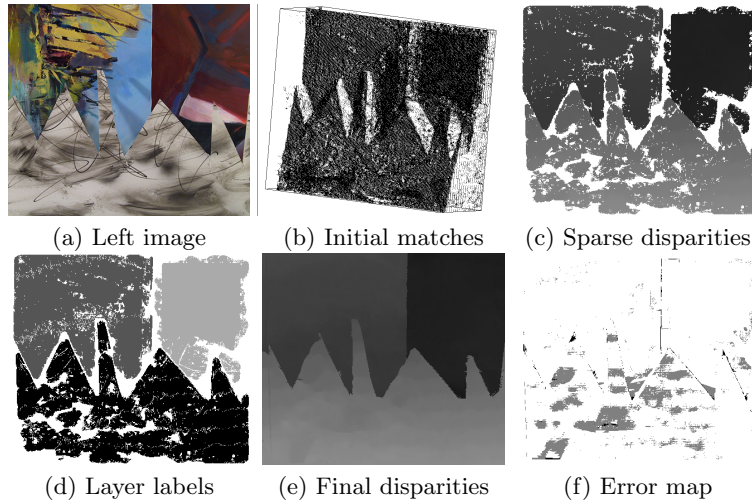 (a) Left image
(b) Initial matches
(c) Sparse disparities
(d) Layer labels
(e) Final disparities
(f) Error map